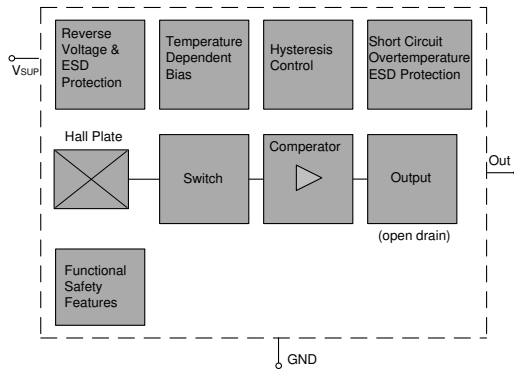 Reverse
Voltage &
ESD
Protection
Temperature
Dependent
Bias
Hysteresis
Control
Short Circuit
Overtemperature
ESD Protection
VSUP
Hall Plate
Switch
Comperator
Output
Out
(open drain)
Functional
Safety
Features
GND